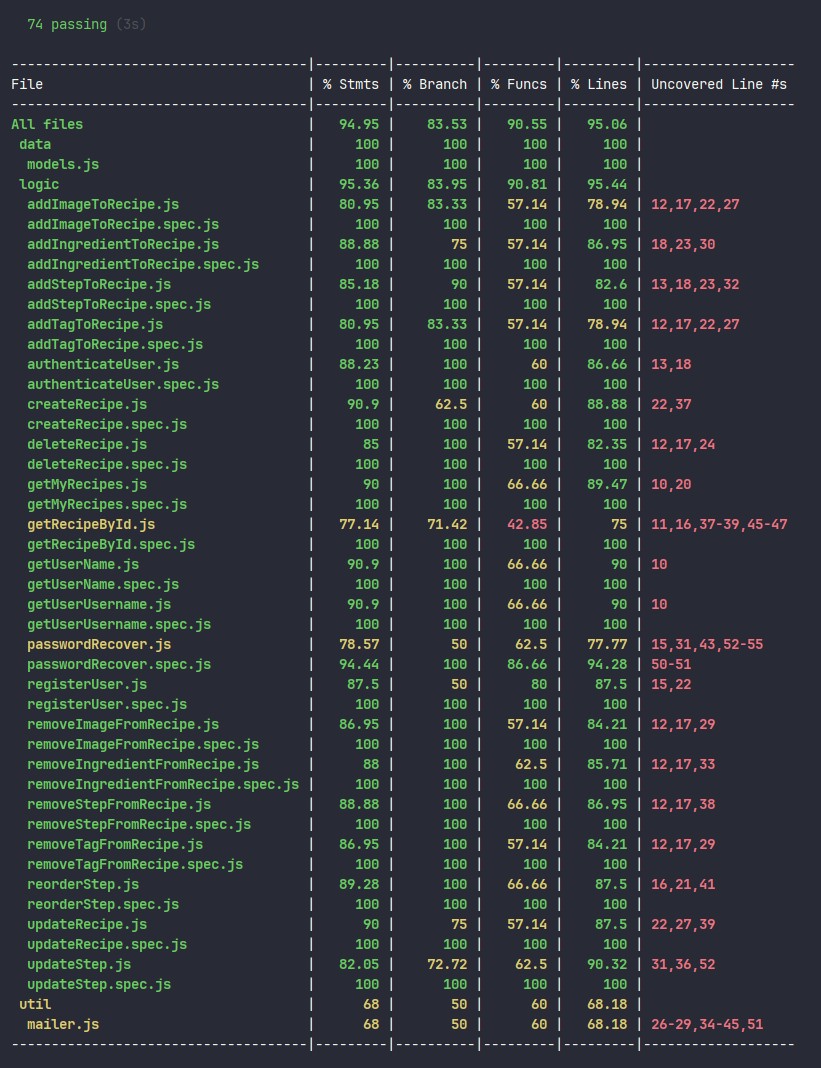 74 passing (3s)
--------------------------------------|---------|----------|---------|---------|-------------------
File | % Stmts | % Branch | % Funcs | % Lines | Uncovered Line #s
--------------------------------------|---------|----------|---------|---------|-------------------
All files | 94.95 | 83.53 | 90.55 | 95.06 |
data | 100 | 100 | 100 | 100 |
models.js | 100 | 100 | 100 | 100 |
logic | 95.36 | 83.95 | 90.81 | 95.44 |
addImageToRecipe.js | 80.95 | 83.33 | 57.14 | 78.94 | 12,17,22,27
addImageToRecipe.spec.js | 100 | 100 | 100 | 100 |
addIngredientToRecipe.js | 88.88 | 75 | 57.14 | 86.95 | 18,23,30
addIngredientToRecipe.spec.js | 100 | 100 | 100 | 100 |
addStepToRecipe.js | 85.18 | 90 | 57.14 | 82.6 | 13,18,23,32
addStepToRecipe.spec.js | 100 | 100 | 100 | 100 |
addTagToRecipe.js | 80.95 | 83.33 | 57.14 | 78.94 | 12,17,22,27
addTagToRecipe.spec.js | 100 | 100 | 100 | 100 |
authenticateUser.js | 88.23 | 100 | 60 | 86.66 | 13,18
authenticateUser.spec.js | 100 | 100 | 100 | 100 |
createRecipe.js | 90.9 | 62.5 | 60 | 88.88 | 22,37
createRecipe.spec.js | 100 | 100 | 100 | 100 |
deleteRecipe.js | 85 | 100 | 57.14 | 82.35 | 12,17,24
deleteRecipe.spec.js | 100 | 100 | 100 | 100 |
getMyRecipes.js | 90 | 100 | 66.66 | 89.47 | 10,20
getMyRecipes.spec.js | 100 | 100 | 100 | 100 |
getRecipeById.js | 77.14 | 71.42 | 42.85 | 75 | 11,16,37-39,45-47
getRecipeById.spec.js | 100 | 100 | 100 | 100 |
getUserName.js | 90.9 | 100 | 66.66 | 90 | 10
getUserName.spec.js | 100 | 100 | 100 | 100 |
getUserUsername.js | 90.9 | 100 | 66.66 | 90 | 10
getUserUsername.spec.js | 100 | 100 | 100 | 100 |
passwordRecover.js | 78.57 | 50 | 62.5 | 77.77 | 15,31,43,52-55
passwordRecover.spec.js | 94.44 | 100 | 86.66 | 94.28 | 50-51
registerUser.js | 87.5 | 50 | 80 | 87.5 | 15,22
registerUser.spec.js | 100 | 100 | 100 | 100 |
removeImageFromRecipe.js | 86.95 | 100 | 57.14 | 84.21 | 12,17,29
removeImageFromRecipe.spec.js | 100 | 100 | 100 | 100 |
removeIngredientFromRecipe.js | 88 | 100 | 62.5 | 85.71 | 12,17,33
removeIngredientFromRecipe.spec.js | 100 | 100 | 100 | 100 |
removeStepFromRecipe.js | 88.88 | 100 | 66.66 | 86.95 | 12,17,38
removeStepFromRecipe.spec.js | 100 | 100 | 100 | 100 |
removeTagFromRecipe.js | 86.95 | 100 | 57.14 | 84.21 | 12,17,29
removeTagFromRecipe.spec.js | 100 | 100 | 100 | 100 |
reorderStep.js | 89.28 | 100 | 66.66 | 87.5 | 16,21,41
reorderStep.spec.js | 100 | 100 | 100 | 100 |
updateRecipe.js | 90 | 75 | 57.14 | 87.5 | 22,27,39
updateRecipe.spec.js | 100 | 100 | 100 | 100 |
updateStep.js | 82.05 | 72.72 | 62.5 | 90.32 | 31,36,52
updateStep.spec.js | 100 | 100 | 100 | 100 |
util | 68 | 50 | 60 | 68.18 |
mailer.js | 68 | 50 | 60 | 68.18 | 26-29,34-45,51
--------------------------------------|---------|----------|---------|---------|-------------------